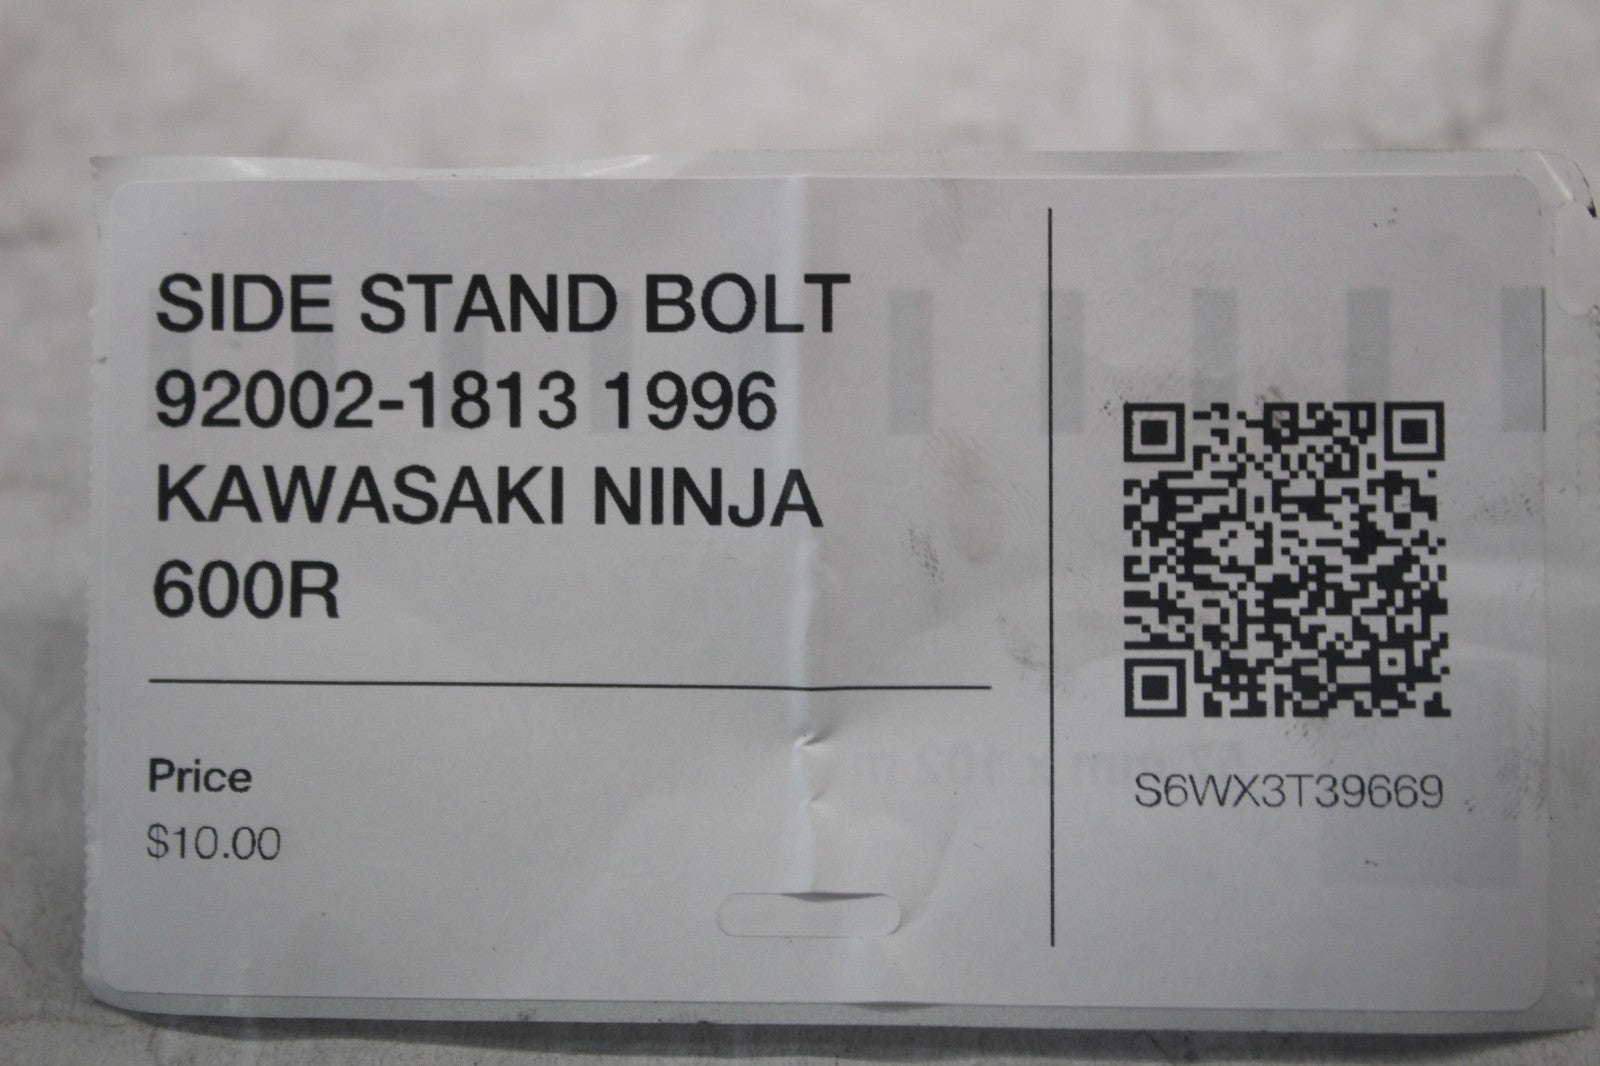 SIDE STAND BOLT
92002-1813 1996
KAWASAKI NINJA
600R
Price
$10.00
S6WX3T39669